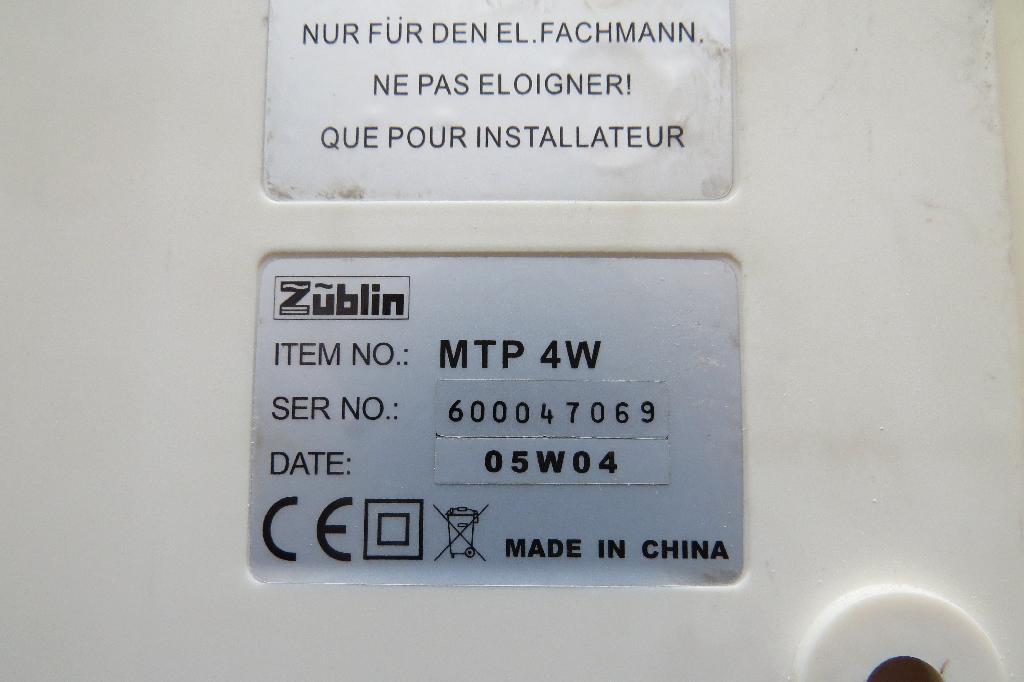 NUR FÜR DEN EL.FACHMANN.
NE PAS ELOIGNER!
QUE POUR INSTALLATEUR
Züblin
ITEM NO.: MTP 4W
SER NO.: 600047069
DATE: 05W04
CE MADE IN CHINA